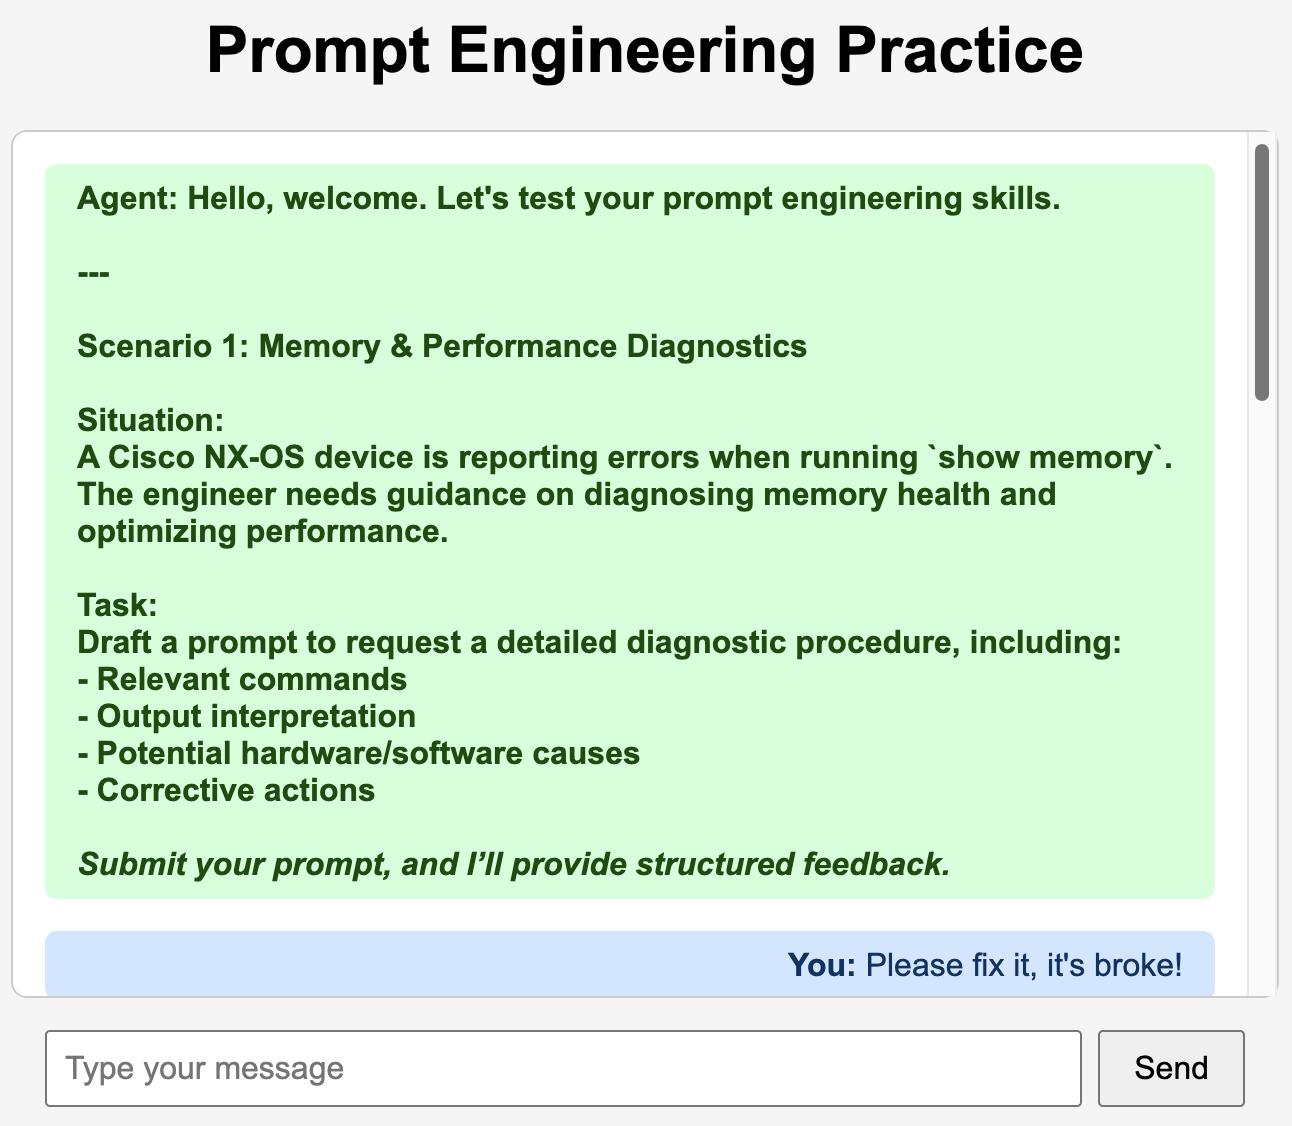 Prompt Engineering Practice
Agent: Hello, welcome. Let's test your prompt engineering skills.
---
Scenario 1: Memory & Performance Diagnostics
Situation:
A Cisco NX-OS device is reporting errors when running `show memory`.
The engineer needs guidance on diagnosing memory health and
optimizing performance.
Task:
Draft a prompt to request a detailed diagnostic procedure, including:
- Relevant commands
- Output interpretation
- Potential hardware/software causes
- Corrective actions
Submit your prompt, and I’ll provide structured feedback.
You: Please fix it, it's broke!
Type your message
Send